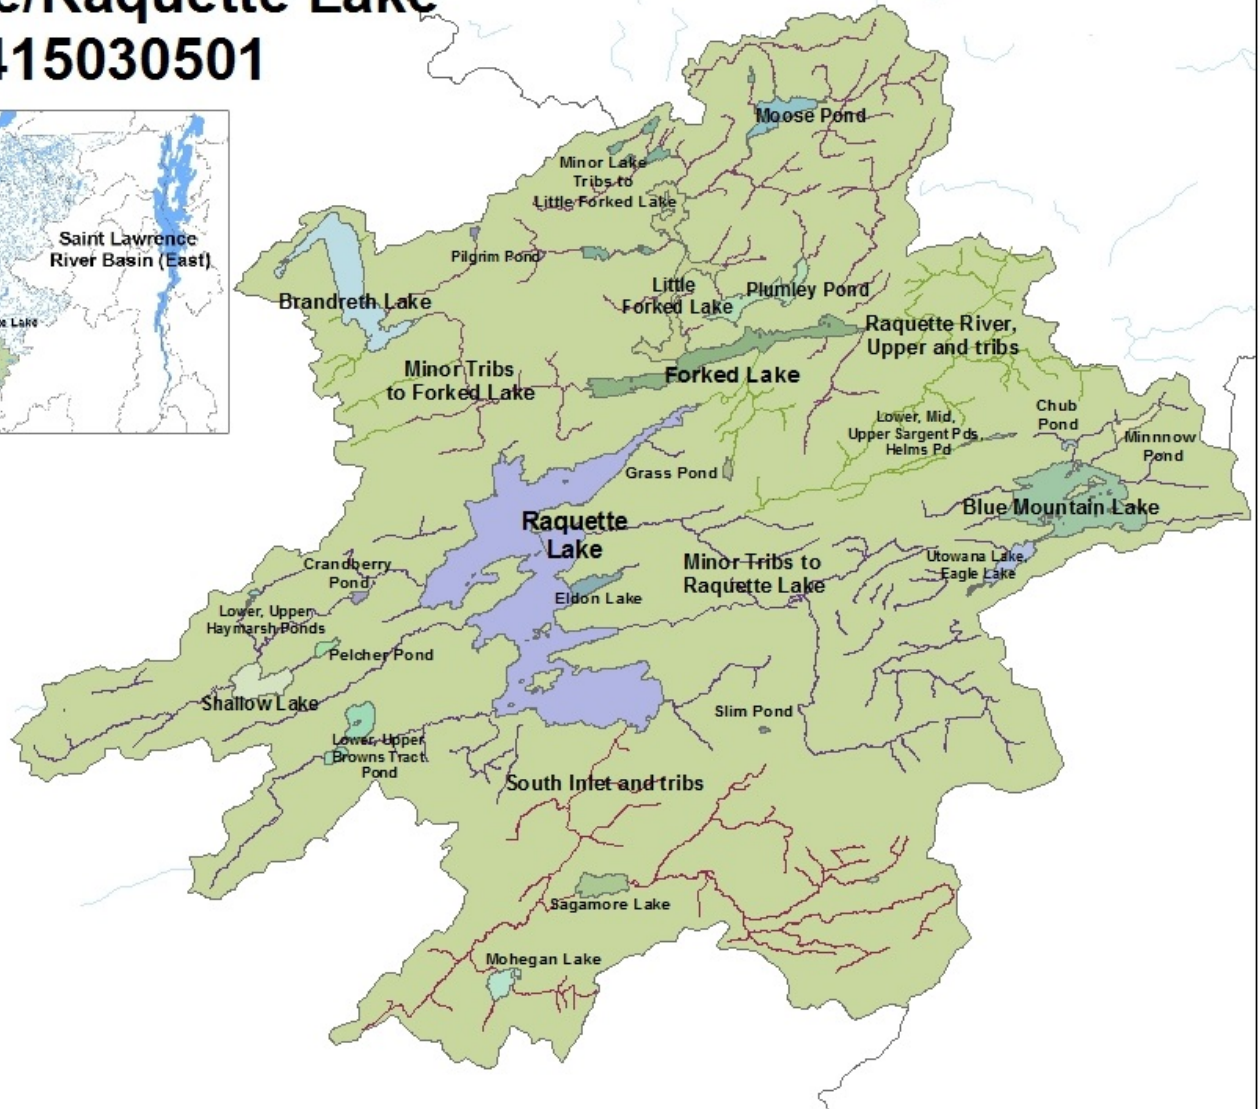 e/Raquette Lake
415030501
Saint Lawrence
River Basin (East)
e Lake
Moose Pond
Minor Lake
Tribs to
Little Forked Lake
Pilgrim Pond
Brandreth Lake
Little
Forked Lake
Plumley Pond
Raquette River,
Upper and tribs
Minor Tribs
to Forked Lake
Forked Lake
Lower, Mid,
Upper Sargent Pds,
Helms Pd
Chub
Pond
Minnnow
Pond
Grass Pond
Blue Mountain Lake
Raquette
Lake
Minor Tribs to
Raquette Lake
Utowana Lake,
Eagle Lake
Crandberry
Pond
Eldon Lake
Lower, Upper
Haymarsh Ponds
Pelcher Pond
Shallow Lake
Slim Pond
Lower, Upper
Browns Tract
Pond
South Inlet and tribs
Sagamore Lake
Mohegan Lake